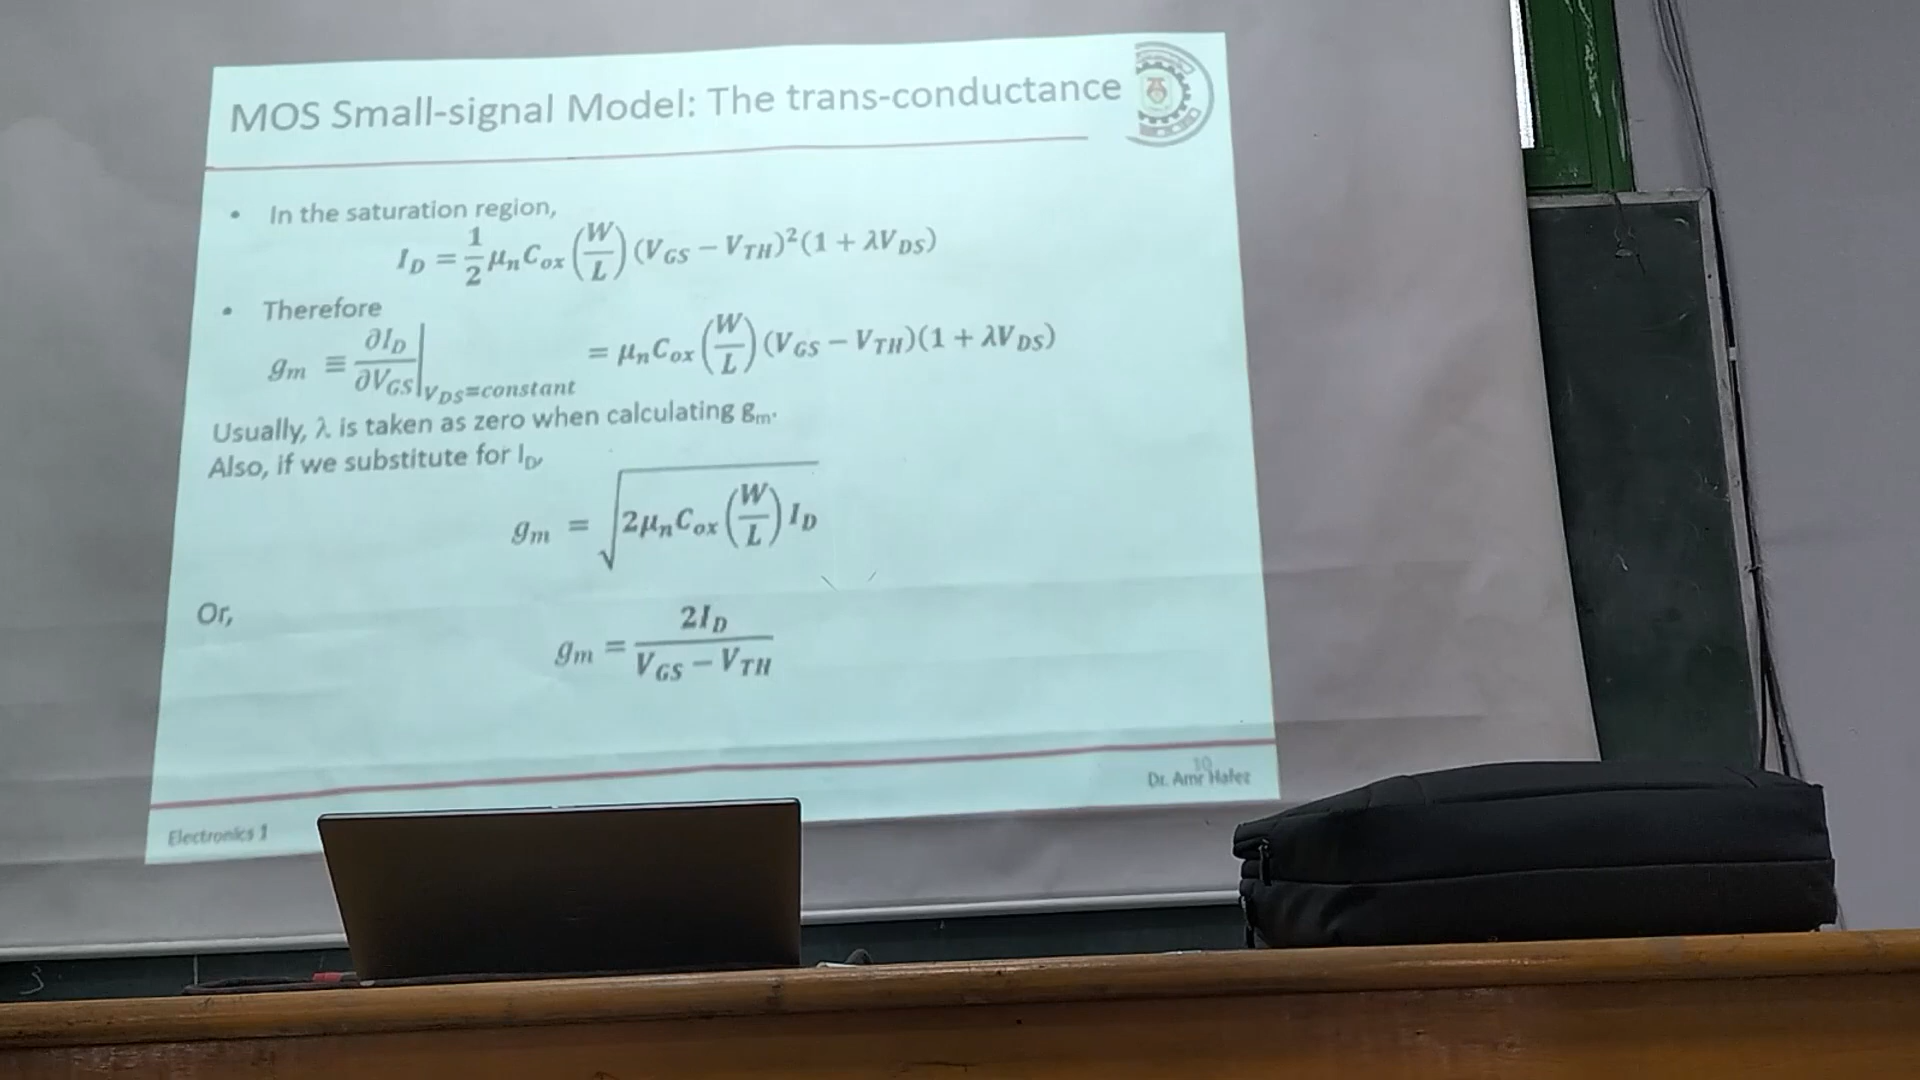 MOS Small-signal Model: The trans-conductance
• In the saturation region,
I_D = 1/2 μ_n C_ox (W/L) (V_GS − V_TH)² (1 + λV_DS)
• Therefore
g_m ≡ ∂I_D/∂V_GS |_V_DS=constant = μ_n C_ox (W/L) (V_GS − V_TH)(1 + λV_DS)
Usually, λ is taken as zero when calculating g_m.
Also, if we substitute for I_D,
g_m = √(2μ_n C_ox (W/L) I_D)
Or,
g_m = 2I_D / (V_GS − V_TH)
10
Dr. Amr Hafez
Electronics 1
3